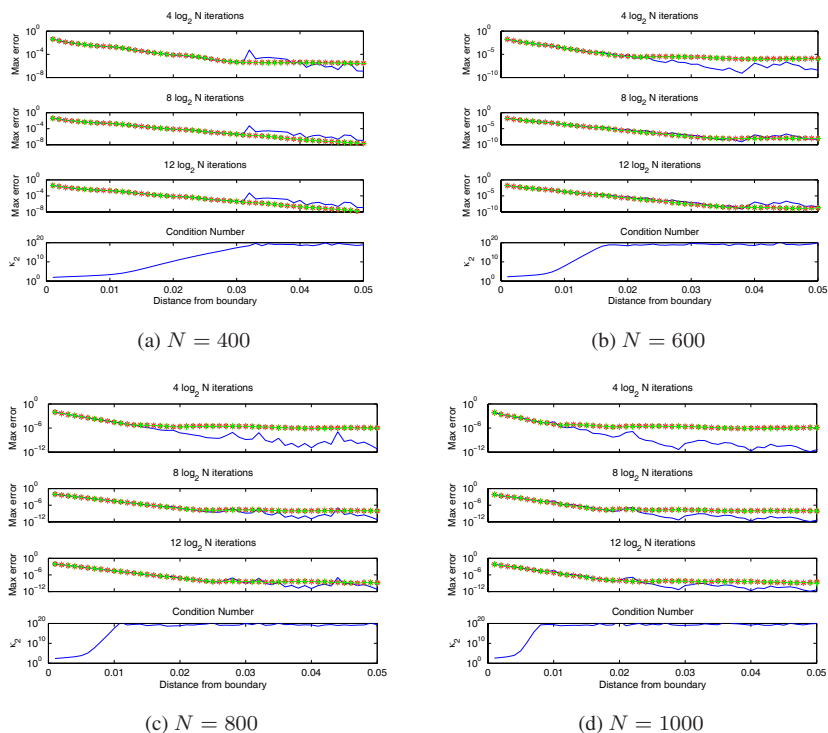 4 log2 N iterations
Max error
10^0
10^-4
10^-8
8 log2 N iterations
Max error
10^0
10^-4
10^-8
12 log2 N iterations
Max error
10^0
10^-4
10^-8
Condition Number
κ2
10^20
10^10
10^0
0 0.01 0.02 0.03 0.04 0.05
Distance from boundary
(a) N = 400
4 log2 N iterations
Max error
10^0
10^-5
10^-10
8 log2 N iterations
Max error
10^0
10^-5
10^-10
12 log2 N iterations
Max error
10^0
10^-5
10^-10
Condition Number
κ2
10^20
10^10
10^0
0 0.01 0.02 0.03 0.04 0.05
Distance from boundary
(b) N = 600
4 log2 N iterations
Max error
10^0
10^-6
10^-12
8 log2 N iterations
Max error
10^0
10^-6
10^-12
12 log2 N iterations
Max error
10^0
10^-6
10^-12
Condition Number
κ2
10^20
10^10
10^0
0 0.01 0.02 0.03 0.04 0.05
Distance from boundary
(c) N = 800
4 log2 N iterations
Max error
10^0
10^-6
10^-12
8 log2 N iterations
Max error
10^0
10^-6
10^-12
12 log2 N iterations
Max error
10^0
10^-6
10^-12
Condition Number
κ2
10^20
10^10
10^0
0 0.01 0.02 0.03 0.04 0.05
Distance from boundary
(d) N = 1000